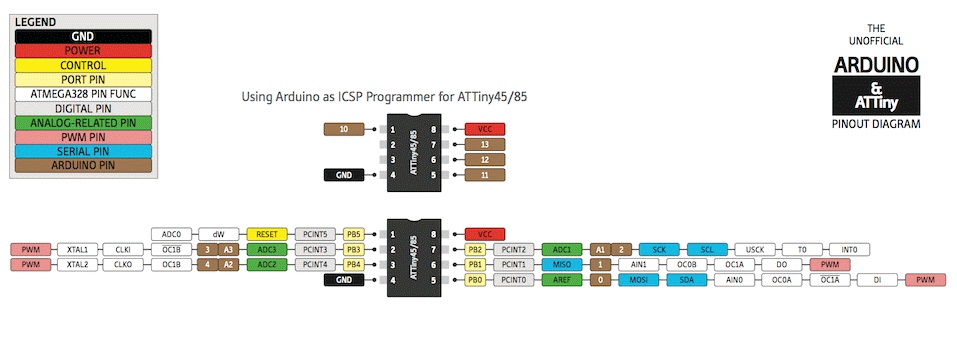 LEGEND
GND
POWER
CONTROL
PORT PIN
ATMEGA328 PIN FUNC
DIGITAL PIN
ANALOG-RELATED PIN
PWM PIN
SERIAL PIN
ARDUINO PIN
THE
UNOFFICIAL
ARDUINO
&
ATTiny
PINOUT DIAGRAM
Using Arduino as ICSP Programmer for ATTiny45/85
10 1 8 VCC
2 7 13
3 6 12
GND 4 5 11
ATTiny45/85
ADC0 dW RESET PCINT5 PB5 1 8 VCC
PWM XTAL1 CLKI OC1B 3 A3 ADC3 PCINT3 PB3 2 7 PB2 PCINT2 ADC1 A1 2 SCK SCL USCK T0 INT0
PWM XTAL2 CLKO OC1B 4 A2 ADC2 PCINT4 PB4 3 6 PB1 PCINT1 MISO 1 AIN1 OC0B OC1A DO PWM
GND 4 5 PB0 PCINT0 AREF 0 MOSI SDA AIN0 OC0A OC1A DI PWM
ATTiny45/85